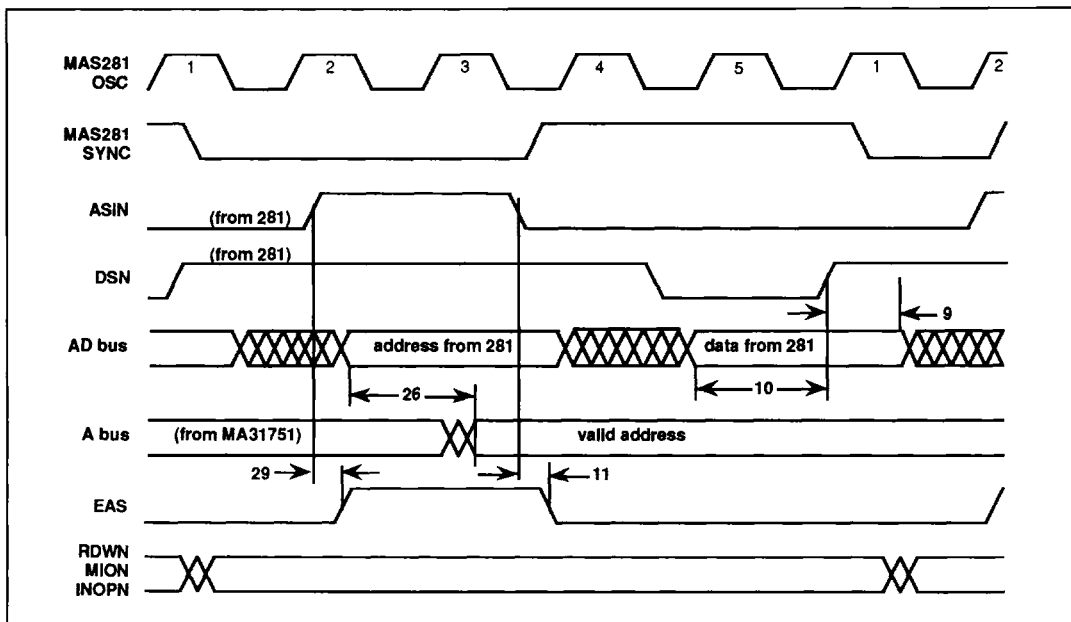 MAS281
OSC
1 2 3 4 5 1 2
MAS281
SYNC
ASIN
(from 281)
(from 281)
DSN
9
AD bus
address from 281
data from 281
26
10
A bus
(from MA31751)
valid address
29
11
EAS
RDWN
MION
INOPN